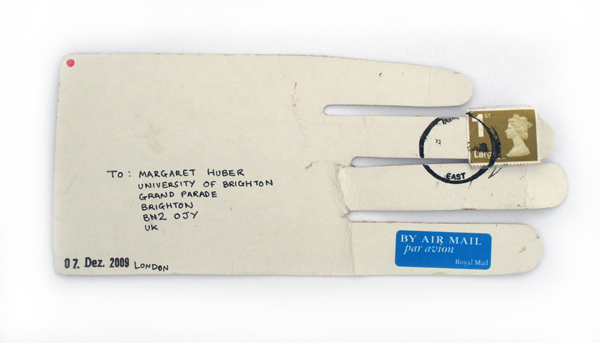 1ST
Large
EAST
TO: MARGARET HUBER
UNIVERSITY OF BRIGHTON
GRAND PARADE
BRIGHTON
BN2 0JY
UK
BY AIR MAIL
par avion
Royal Mail
07. Dez. 2009 LONDON